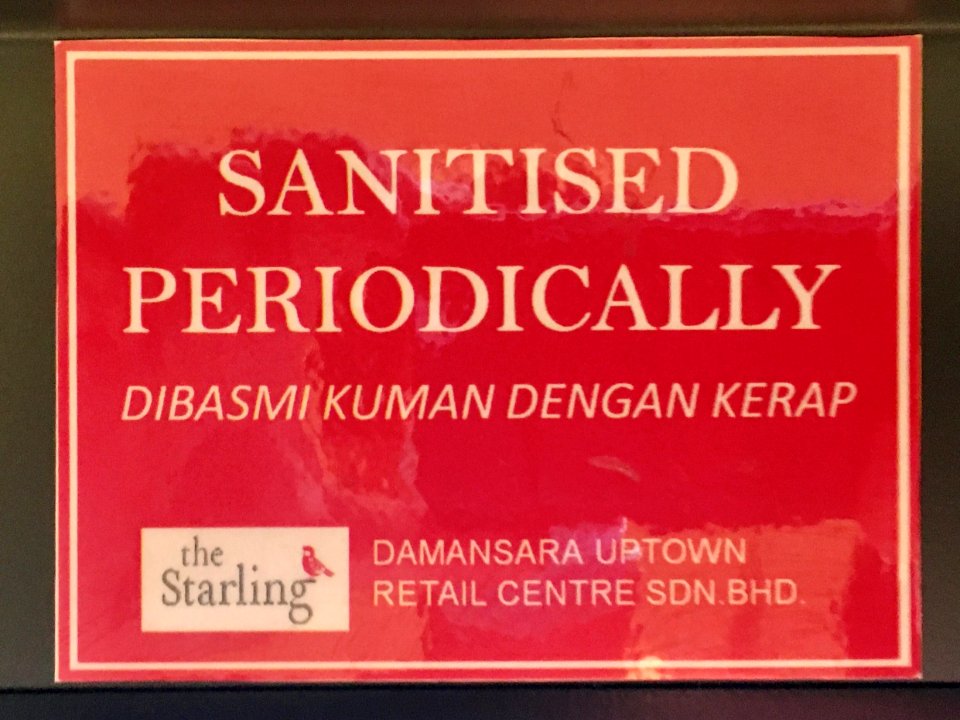 SANITISED
PERIODICALLY
DIBASMI KUMAN DENGAN KERAP
the
Starling
DAMANSARA UPTOWN
RETAIL CENTRE SDN.BHD.